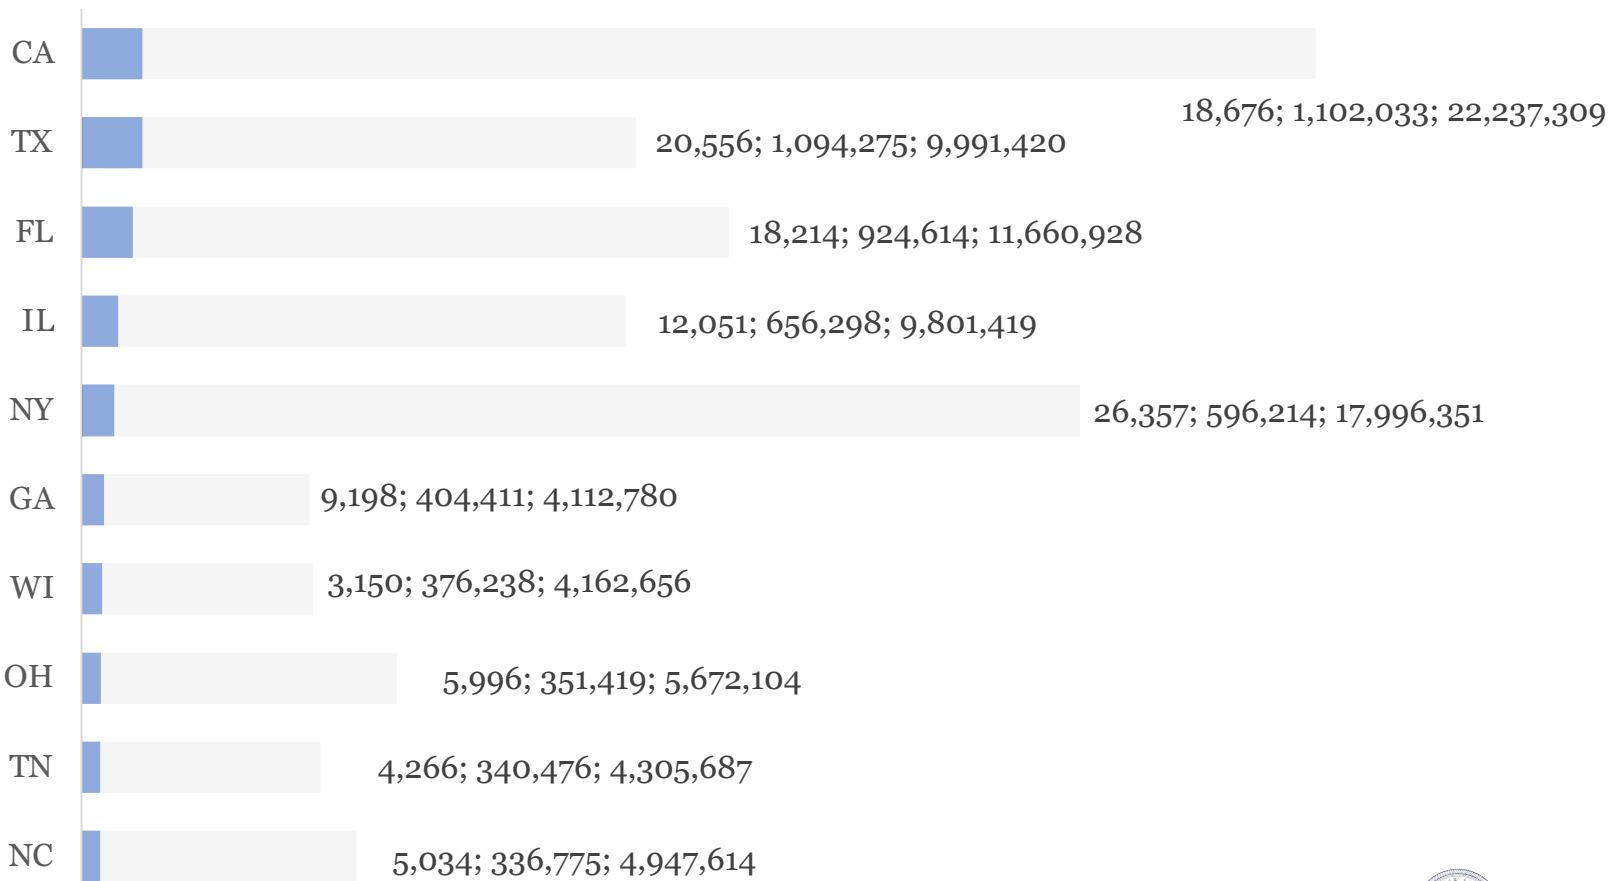 CA
18,676; 1,102,033; 22,237,309
TX 20,556; 1,094,275; 9,991,420
FL 18,214; 924,614; 11,660,928
IL 12,051; 656,298; 9,801,419
NY 26,357; 596,214; 17,996,351
GA 9,198; 404,411; 4,112,780
WI 3,150; 376,238; 4,162,656
OH 5,996; 351,419; 5,672,104
TN 4,266; 340,476; 4,305,687
NC 5,034; 336,775; 4,947,614